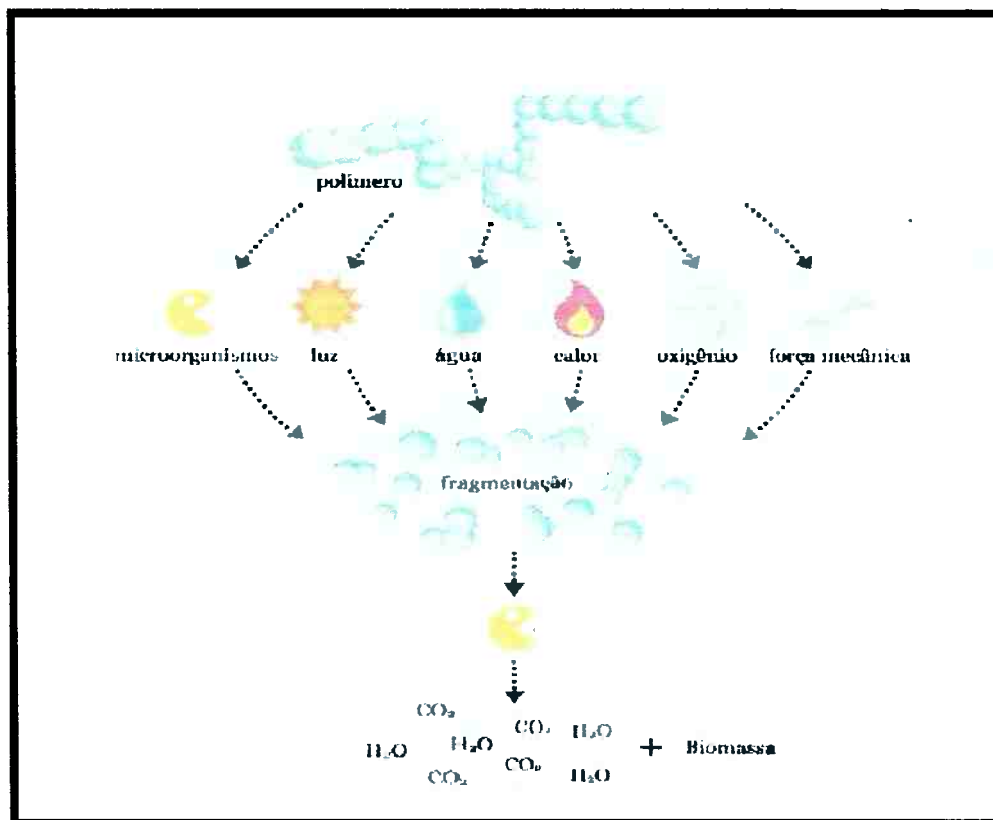 polímero
microorganismos luz água calor oxigênio força mecânica
fragmentação
CO₂
CO₂ H₂O
H₂O H₂O + Biomassa
CO₂
CO₂ H₂O